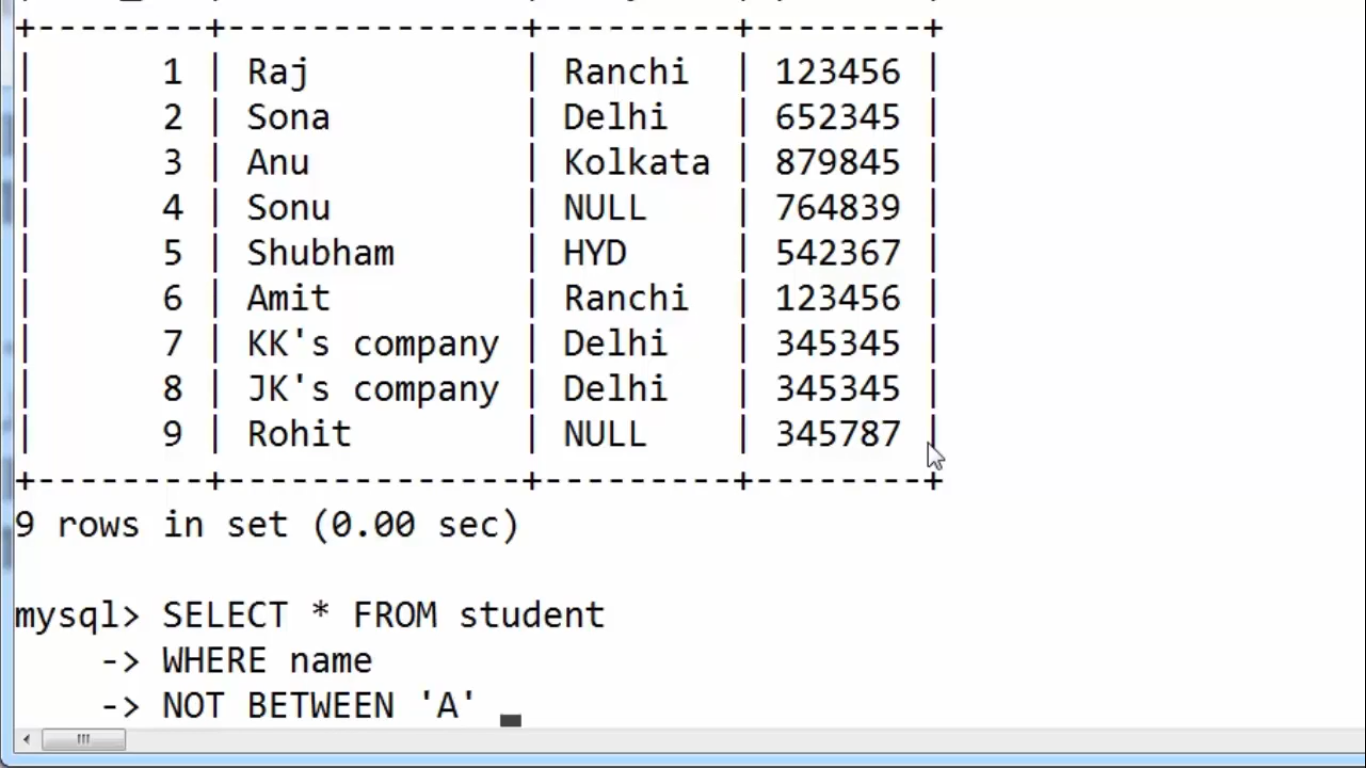 +--------+--------------+---------+--------+
|      1 | Raj          | Ranchi  | 123456 |
|      2 | Sona         | Delhi   | 652345 |
|      3 | Anu          | Kolkata | 879845 |
|      4 | Sonu         | NULL    | 764839 |
|      5 | Shubham      | HYD     | 542367 |
|      6 | Amit         | Ranchi  | 123456 |
|      7 | KK's company | Delhi   | 345345 |
|      8 | JK's company | Delhi   | 345345 |
|      9 | Rohit        | NULL    | 345787 |
+--------+--------------+---------+--------+
9 rows in set (0.00 sec)
mysql> SELECT * FROM student
    -> WHERE name
    -> NOT BETWEEN 'A'